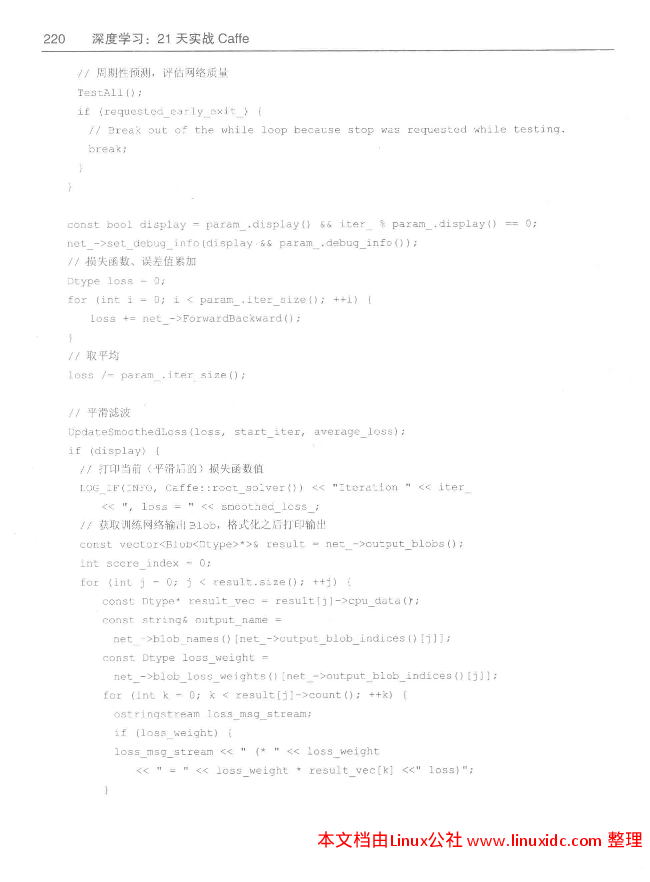 220 深度学习：21 天实战 Caffe
// 周期性预测，评估网络质量
TestAll();
if (requested_early_exit_) {
// Break out of the while loop because stop was requested while testing.
break;
}
}
const bool display = param_.display() && iter_ % param_.display() == 0;
net_->set_debug_info(display && param_.debug_info());
// 损失函数、误差值累加
Dtype loss = 0;
for (int i = 0; i < param_.iter_size(); ++i) {
loss += net_->ForwardBackward();
}
// 取平均
loss /= param_.iter_size();
// 平滑滤波
UpdateSmoothedLoss(loss, start_iter, average_loss);
if (display) {
// 打印当前（平滑后的）损失函数值
LOG_IF(INFO, Caffe::root_solver()) << "Iteration " << iter_
<< ", loss = " << smoothed_loss_;
// 获取训练网络输出 Blob，格式化之后打印输出
const vector<Blob<Dtype>*>& result = net_->output_blobs();
int score_index = 0;
for (int j = 0; j < result.size(); ++j) {
const Dtype* result_vec = result[j]->cpu_data();
const string& output_name =
net_->blob_names()[net_->output_blob_indices()[j]];
const Dtype loss_weight =
net_->blob_loss_weights()[net_->output_blob_indices()[j]];
for (int k = 0; k < result[j]->count(); ++k) {
ostringstream loss_msg_stream;
if (loss_weight) {
loss_msg_stream << " (* " << loss_weight
<< " = " << loss_weight * result_vec[k] <<" loss)";
}
本文档由Linux公社 www.linuxidc.com 整理